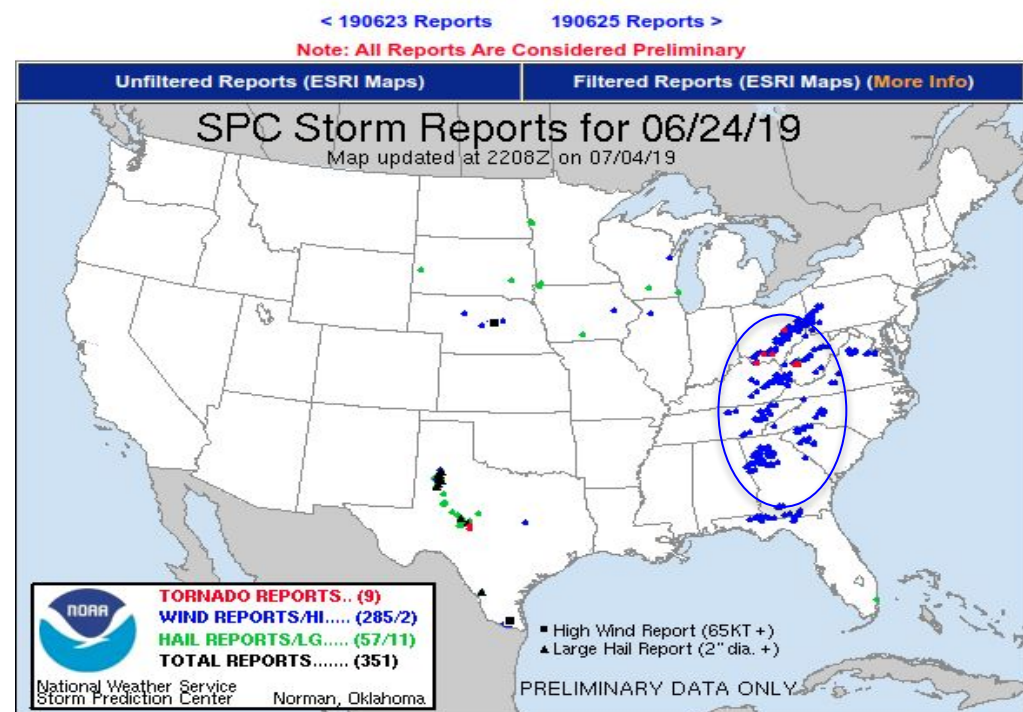 < 190623 Reports 190625 Reports >
Note: All Reports Are Considered Preliminary
Unfiltered Reports (ESRI Maps) Filtered Reports (ESRI Maps) (More Info)
SPC Storm Reports for 06/24/19
Map updated at 2208Z on 07/04/19
NOAA
TORNADO REPORTS.. (9)
WIND REPORTS/HI..... (285/2)
HAIL REPORTS/LG..... (57/11)
TOTAL REPORTS....... (351)
National Weather Service
Storm Prediction Center Norman, Oklahoma
High Wind Report (65KT +)
Large Hail Report (2" dia. +)
PRELIMINARY DATA ONLY